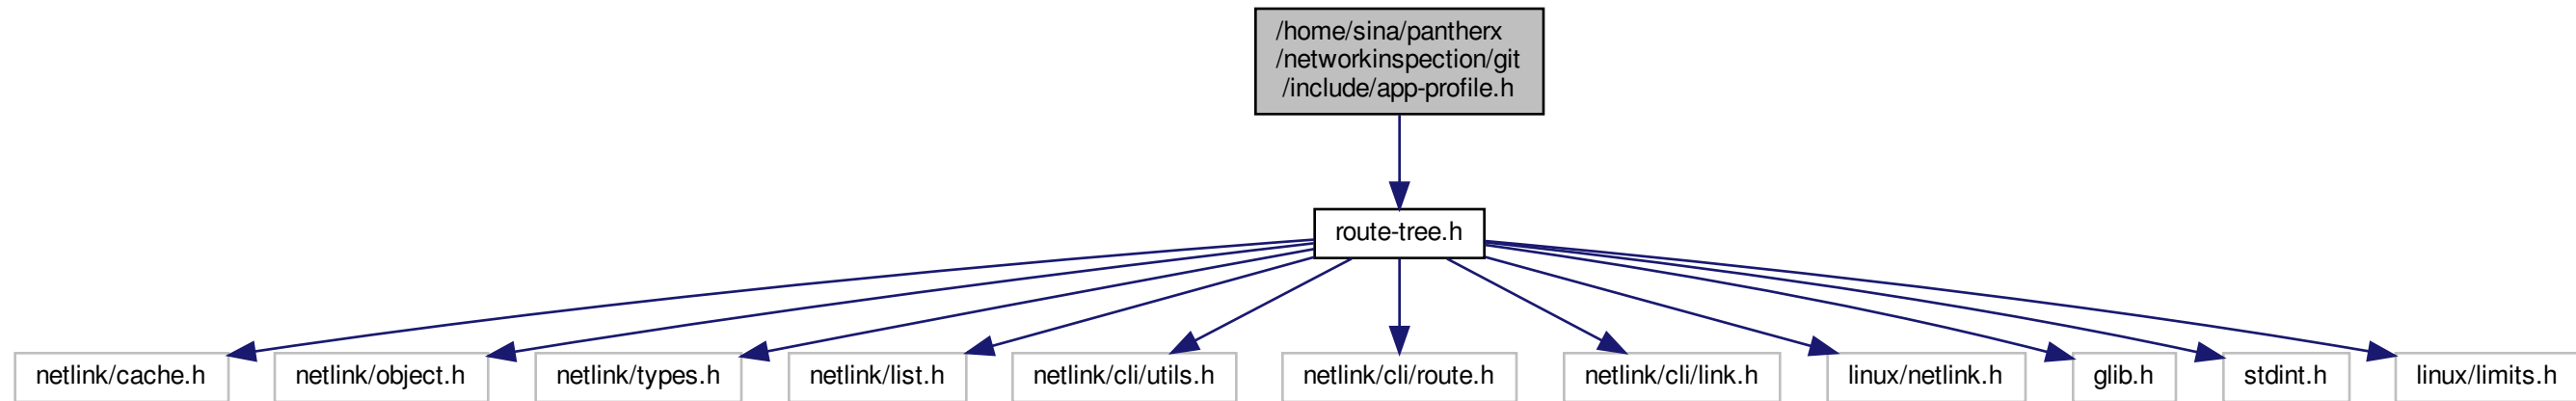 /home/sina/pantherx
/networkinspection/git
/include/app-profile.h
route-tree.h
netlink/cache.h
netlink/object.h
netlink/types.h
netlink/list.h
netlink/cli/utils.h
netlink/cli/route.h
netlink/cli/link.h
linux/netlink.h
glib.h
stdint.h
linux/limits.h